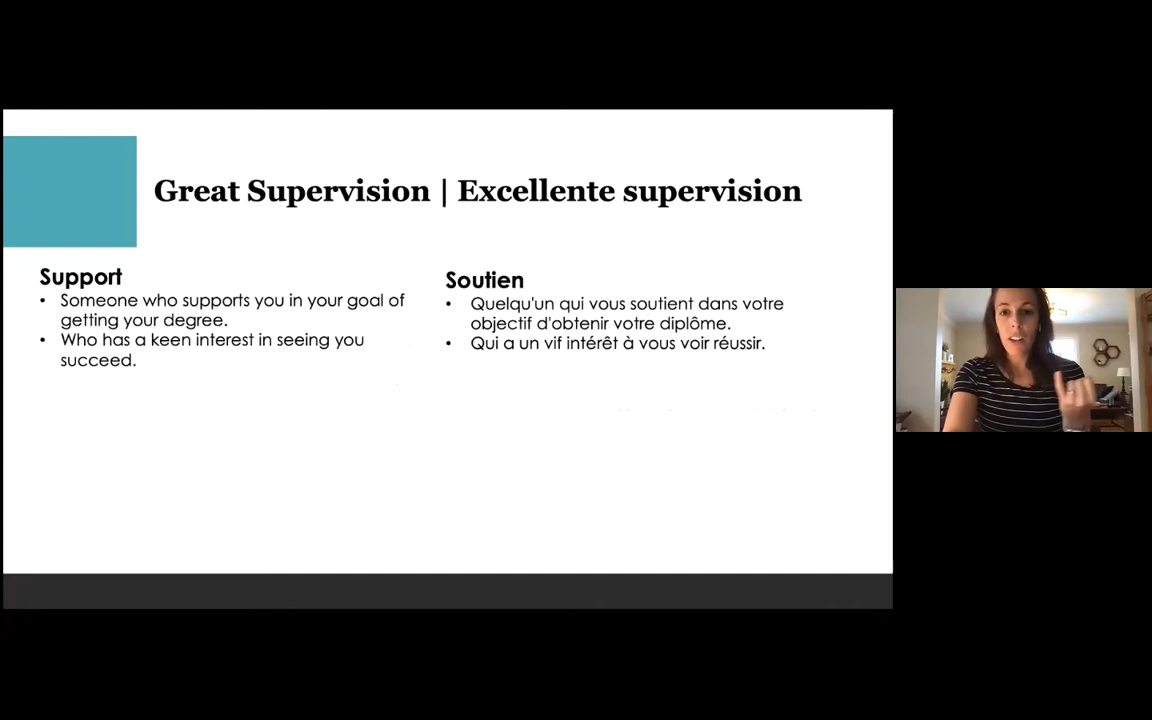 Great Supervision | Excellente supervision
Support
• Someone who supports you in your goal of
getting your degree.
• Who has a keen interest in seeing you
succeed.
Soutien
• Quelqu'un qui vous soutient dans votre
objectif d'obtenir votre diplôme.
• Qui a un vif intérêt à vous voir réussir.